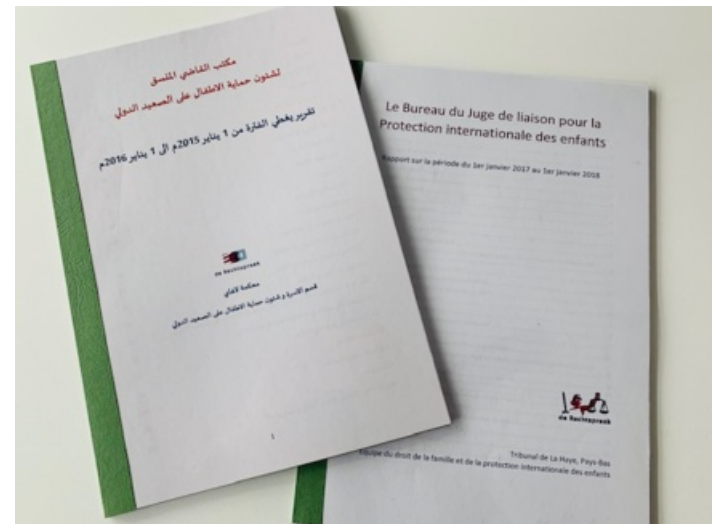 مكتب القاضي المنسق
لشئون حماية الاطفال على الصعيد الدولي
تقرير يغطي الفترة من 1 يناير 2015م الى 1 يناير 2016م
de Rechtspraak
محكمة لاهاي
قسم الأسرة و شئون حماية الاطفال على الصعيد الدولي
1
Le Bureau du Juge de liaison pour la
Protection internationale des enfants
Rapport sur la période du 1er janvier 2017 au 1er janvier 2018
de Rechtspraak
Tribunal de La Haye, Pays-Bas
Equipe du droit de la famille et de la protection internationale des enfants